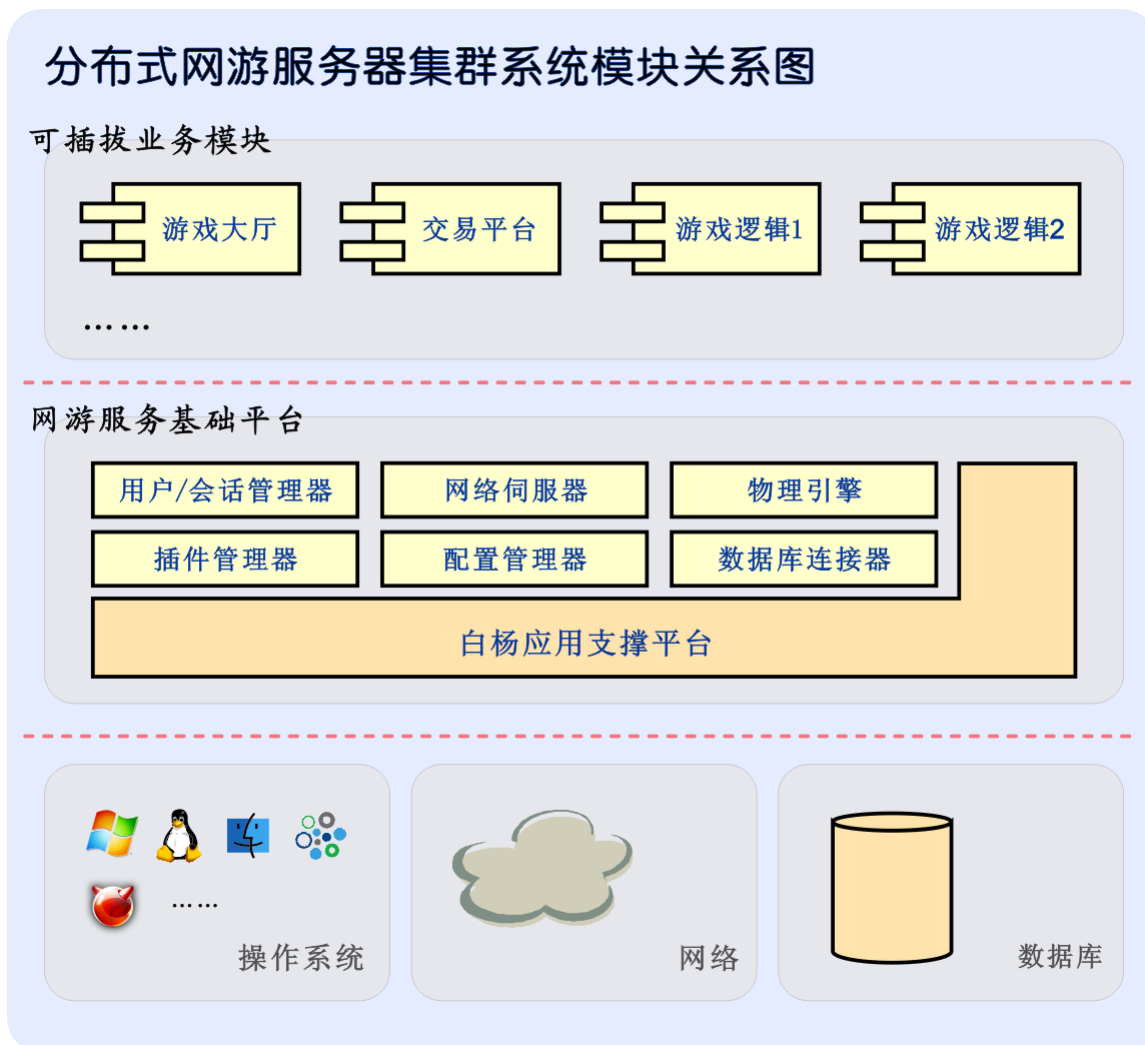 分布式网游服务器集群系统模块关系图
可插拔业务模块
游戏大厅
交易平台
游戏逻辑1
游戏逻辑2
……
网游服务基础平台
用户/会话管理器
网络伺服器
物理引擎
插件管理器
配置管理器
数据库连接器
白杨应用支撑平台
……
操作系统
网络
数据库